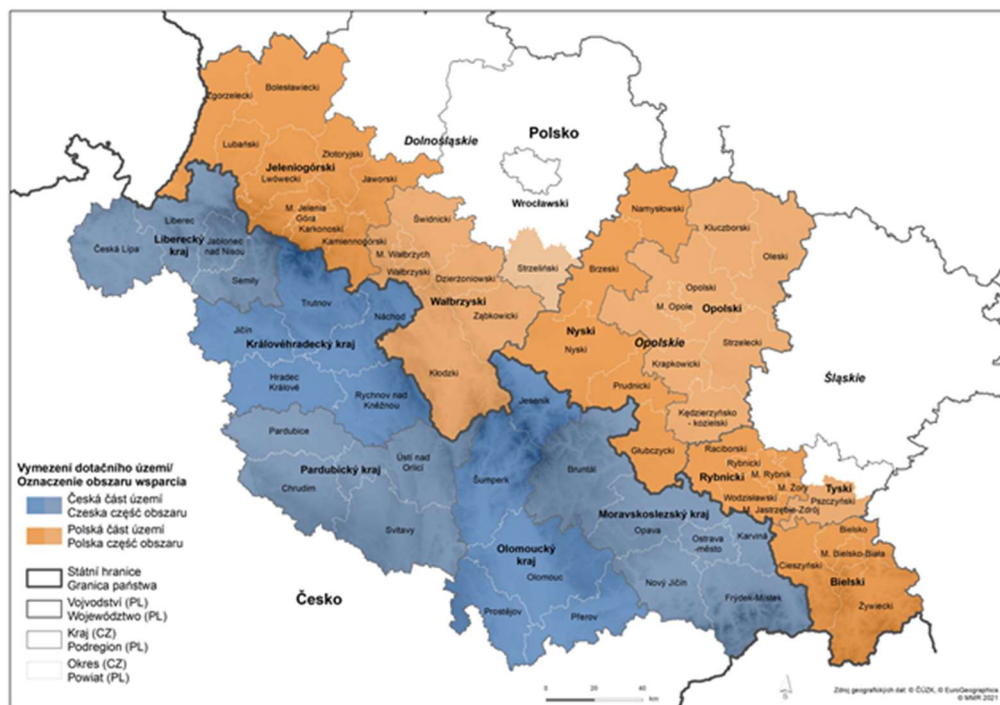 Zgorzelecki
Bolesławiecki
Lubański
Złotoryjski
Dolnośląskie
Polsko
Jeleniogórski
Lwówecki
Jaworski
Wrocławski
M. Jelenia
Góra
Karkonoski
Świdnicki
Namysłowski
Kluczborski
Liberec
Česká Lípa
Liberecký
kraj
Jablonec
nad Nisou
Kamiennogórski
M. Wałbrzych
Wałbrzyski
Dzierżoniowski
Strzeliński
Brzeski
Oleski
Semily
Trutnov
Náchod
Wałbrzyski
Ząbkowicki
Opolski
M. Opole
Opolski
Jičín
Královéhradecký kraj
Nyski
Nyski
Opolskie
Strzelecki
Krapkowicki
Śląskie
Hradec
Králové
Kłodzki
Rychnov nad
Kněžnou
Jeseník
Prudnicki
Kędzierzyńsko
- kozielski
Pardubice
Ústí nad
Orlicí
Głubczycki
Raciborski
Rybnicki
Rybnicki
M. Rybnik
M. Żory
Tyski
Pszczyński
Wodzisławski
M. Jastrzębie-Zdrój
Pardubický kraj
Chrudim
Šumperk
Bruntál
Moravskoslezský kraj
Svitavy
Opava
Ostrava
-město
Karviná
Bielsko
M. Bielsko-Biała
Cieszyński
Bielski
Żywiecki
Olomoucký
kraj
Olomouc
Nový Jičín
Frýdek-Místek
Prostějov
Přerov
Česko
Vymezení dotačního území/
Oznaczenie obszaru wsparcia
Česká část území
Czeska część obszaru
Polská část území
Polska część obszaru
Státní hranice
Granica państwa
Vojvodství (PL)
Województwo (PL)
Kraj (CZ)
Podregion (PL)
Okres (CZ)
Powiat (PL)
0 20 40
km
S
Zdroj geografických dat: © ČÚZK, © EuroGeographics
© MMR 2021